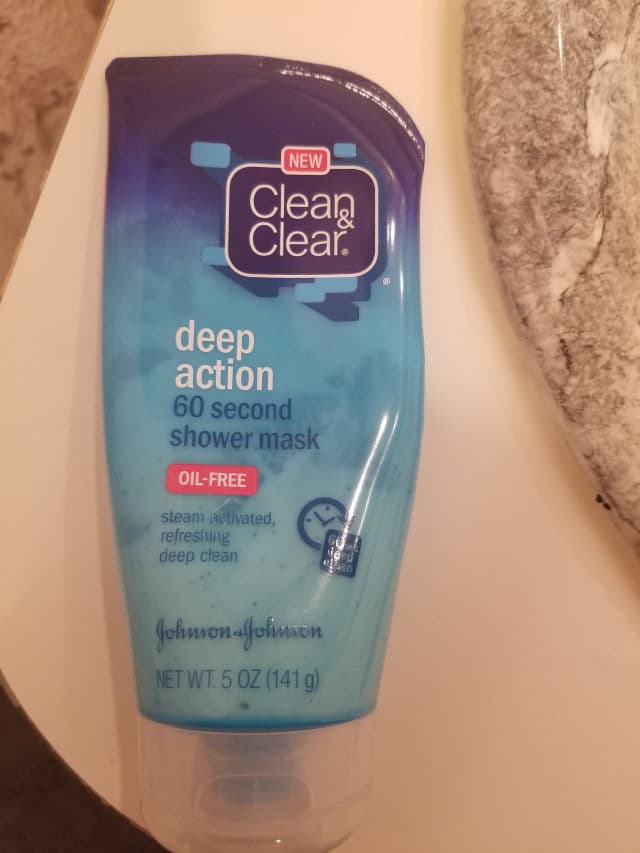 NEW
Clean
&
Clear®
®
deep
action
60 second
shower mask
OIL-FREE
steam activated,
refreshing
deep clean
Johnson & Johnson
NET WT. 5 OZ (141 g)